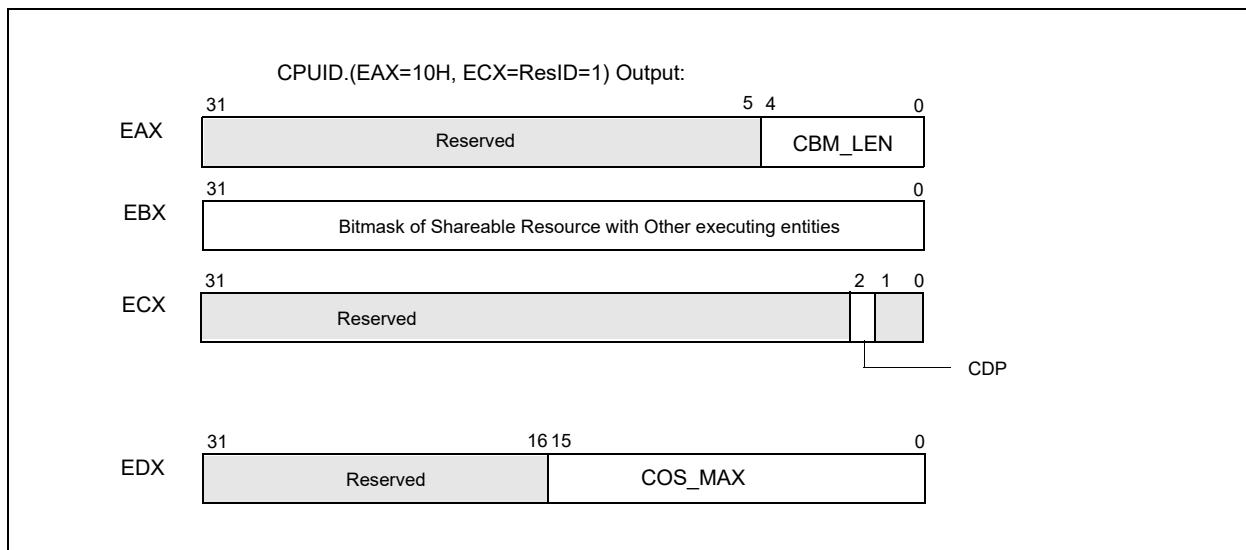 CPUID.(EAX=10H, ECX=ResID=1) Output:
31 5 4 0
EAX Reserved CBM_LEN
31 0
EBX Bitmask of Shareable Resource with Other executing entities
31 2 1 0
ECX Reserved
CDP
31 16 15 0
EDX Reserved COS_MAX